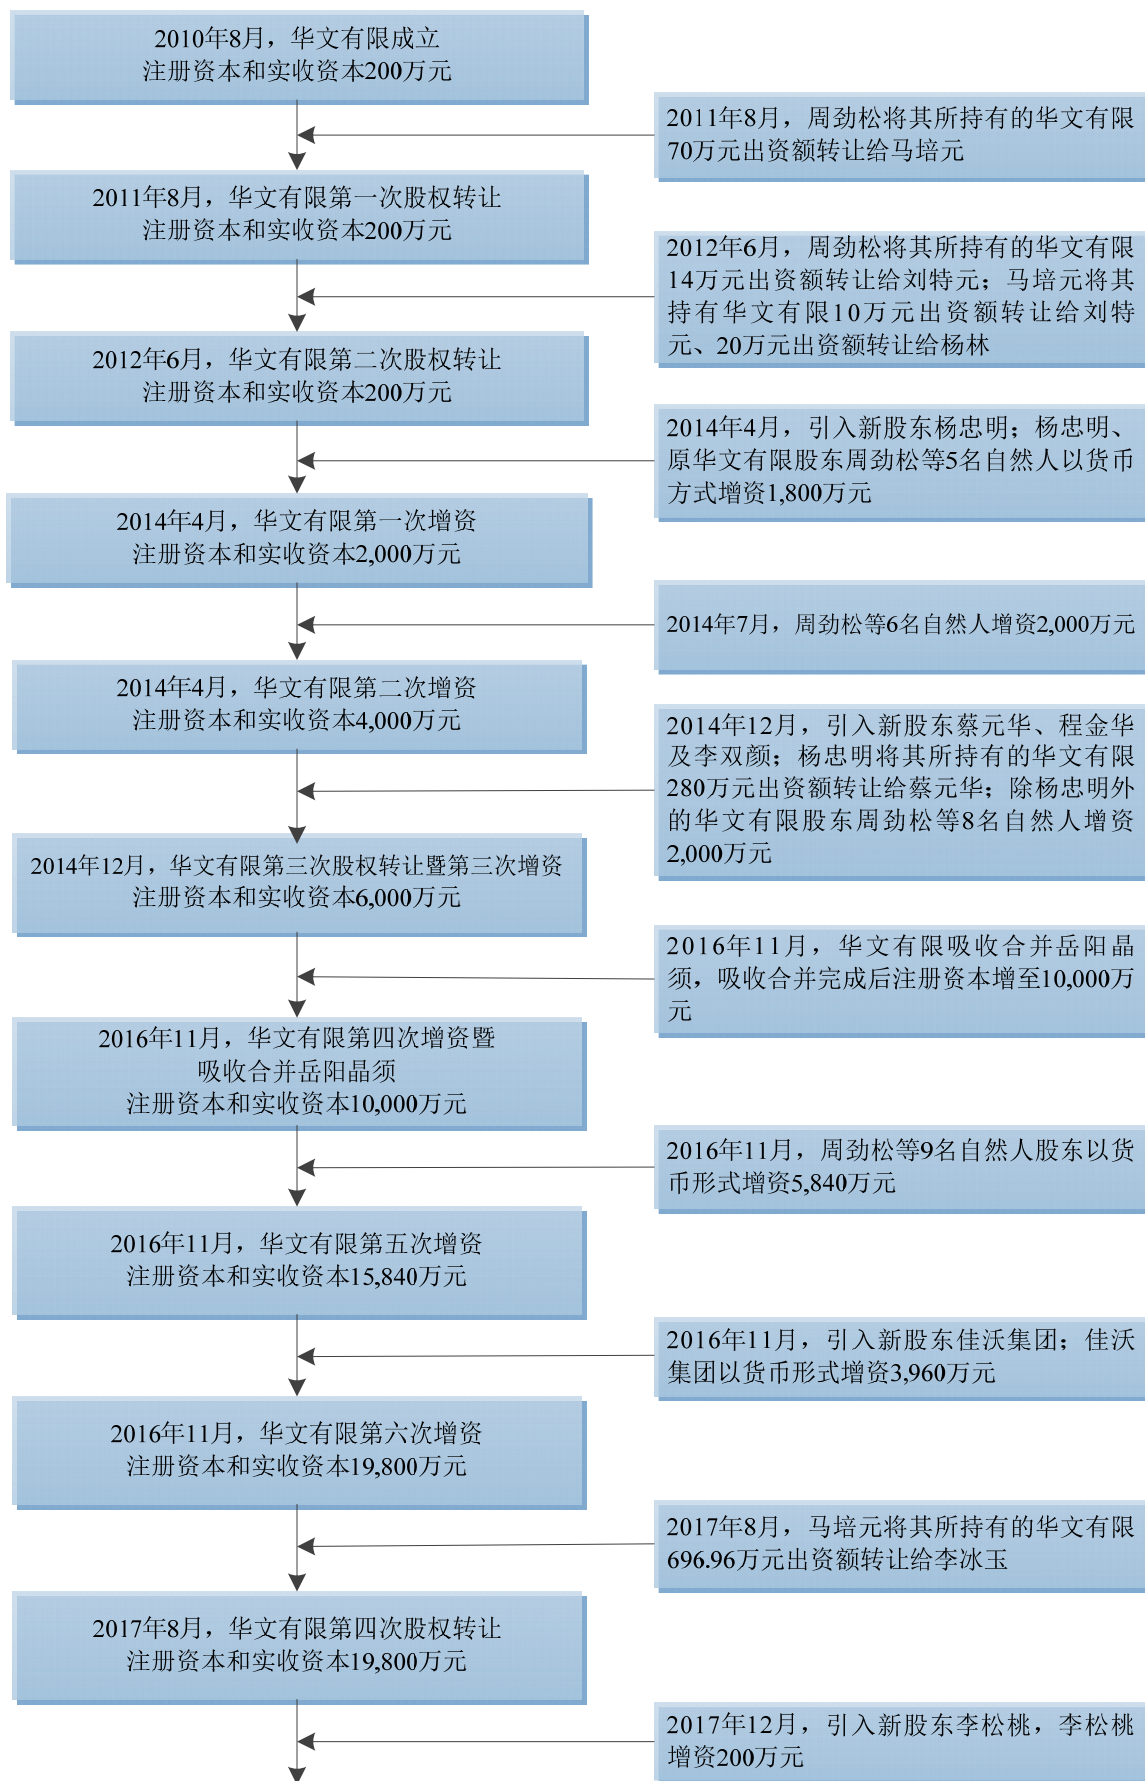 2010年8月，华文有限成立
注册资本和实收资本200万元
2011年8月，周劲松将其所持有的华文有限
70万元出资额转让给马培元
2011年8月，华文有限第一次股权转让
注册资本和实收资本200万元
2012年6月，周劲松将其所持有的华文有限
14万元出资额转让给刘特元；马培元将其
持有华文有限10万元出资额转让给刘特
元、20万元出资额转让给杨林
2012年6月，华文有限第二次股权转让
注册资本和实收资本200万元
2014年4月，引入新股东杨忠明；杨忠明、
原华文有限股东周劲松等5名自然人以货币
方式增资1,800万元
2014年4月，华文有限第一次增资
注册资本和实收资本2,000万元
2014年7月，周劲松等6名自然人增资2,000万元
2014年4月，华文有限第二次增资
注册资本和实收资本4,000万元
2014年12月，引入新股东蔡元华、程金华
及李双颜；杨忠明将其所持有的华文有限
280万元出资额转让给蔡元华；除杨忠明外
的华文有限股东周劲松等8名自然人增资
2,000万元
2014年12月，华文有限第三次股权转让暨第三次增资
注册资本和实收资本6,000万元
2016年11月，华文有限吸收合并岳阳晶
须，吸收合并完成后注册资本增至10,000万
元
2016年11月，华文有限第四次增资暨
吸收合并岳阳晶须
注册资本和实收资本10,000万元
2016年11月，周劲松等9名自然人股东以货
币形式增资5,840万元
2016年11月，华文有限第五次增资
注册资本和实收资本15,840万元
2016年11月，引入新股东佳沃集团；佳沃
集团以货币形式增资3,960万元
2016年11月，华文有限第六次增资
注册资本和实收资本19,800万元
2017年8月，马培元将其所持有的华文有限
696.96万元出资额转让给李冰玉
2017年8月，华文有限第四次股权转让
注册资本和实收资本19,800万元
2017年12月，引入新股东李松桃，李松桃
增资200万元